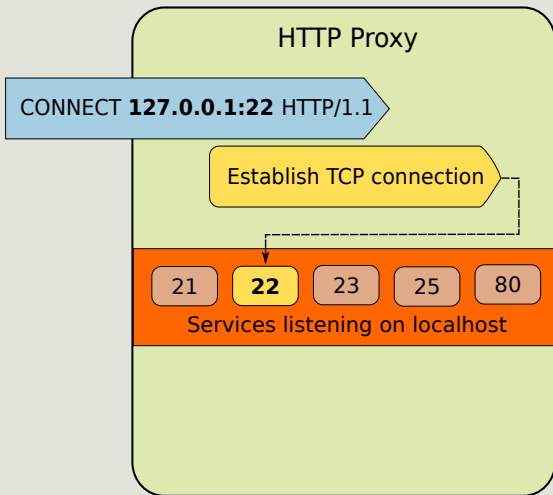 HTTP Proxy
CONNECT 127.0.0.1:22 HTTP/1.1
Establish TCP connection
21 22 23 25 80
Services listening on localhost